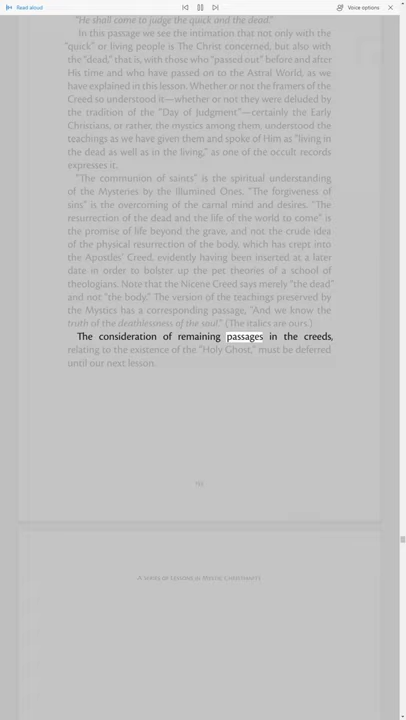 Read aloud
Voice options
"He shall come to judge the quick and the dead."
In this passage we see the intimation that not only with the
"quick" or living people is The Christ concerned, but also with
the "dead," that is, with those who "passed out" before and after
His time and who have passed on to the Astral World, as we
have explained in this lesson. Whether or not the framers of the
Creed so understood it—whether or not they were deluded by
the tradition of the "Day of Judgment"—certainly the Early
Christians, or rather, the mystics among them, understood the
teachings as we have given them and spoke of Him as "living in
the dead as well as in the living," as one of the occult records
expresses it.
"The communion of saints" is the spiritual understanding
of the Mysteries by the Illumined Ones. "The forgiveness of
sins" is the overcoming of the carnal mind and desires. "The
resurrection of the dead and the life of the world to come" is
the promise of life beyond the grave, and not the crude idea
of the physical resurrection of the body, which has crept into
the Apostles' Creed, evidently having been inserted at a later
date in order to bolster up the pet theories of a school of
theologians. Note that the Nicene Creed says merely "the dead"
and not "the body." The version of the teachings preserved by
the Mystics has a corresponding passage, "And we know the
truth of the deathlessness of the soul." (The italics are ours.)
The consideration of remaining passages in the creeds,
relating to the existence of the "Holy Ghost," must be deferred
until our next lesson.
A Series of Lessons in Mystic Christianity